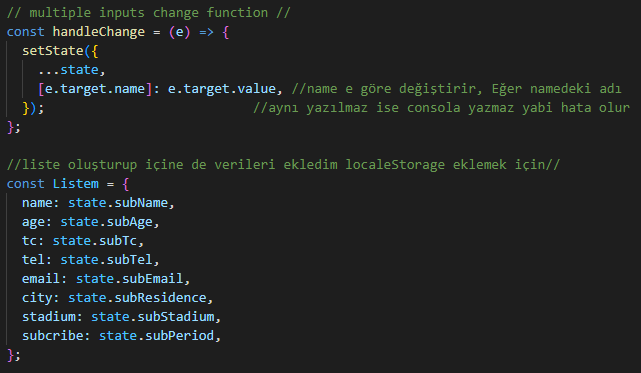 // multiple inputs change function //
const handleChange = (e) => {
setState({
...state,
[e.target.name]: e.target.value, //name e göre değiştirir, Eğer namedeki adı
}); //aynı yazılmaz ise consola yazmaz yabi hata olur
};
//liste oluşturup içine de verileri ekledim localeStorage eklemek için//
const Listem = {
name: state.subName,
age: state.subAge,
tc: state.subTc,
tel: state.subTel,
email: state.subEmail,
city: state.subResidence,
stadium: state.subStadium,
subcribe: state.subPeriod,
};